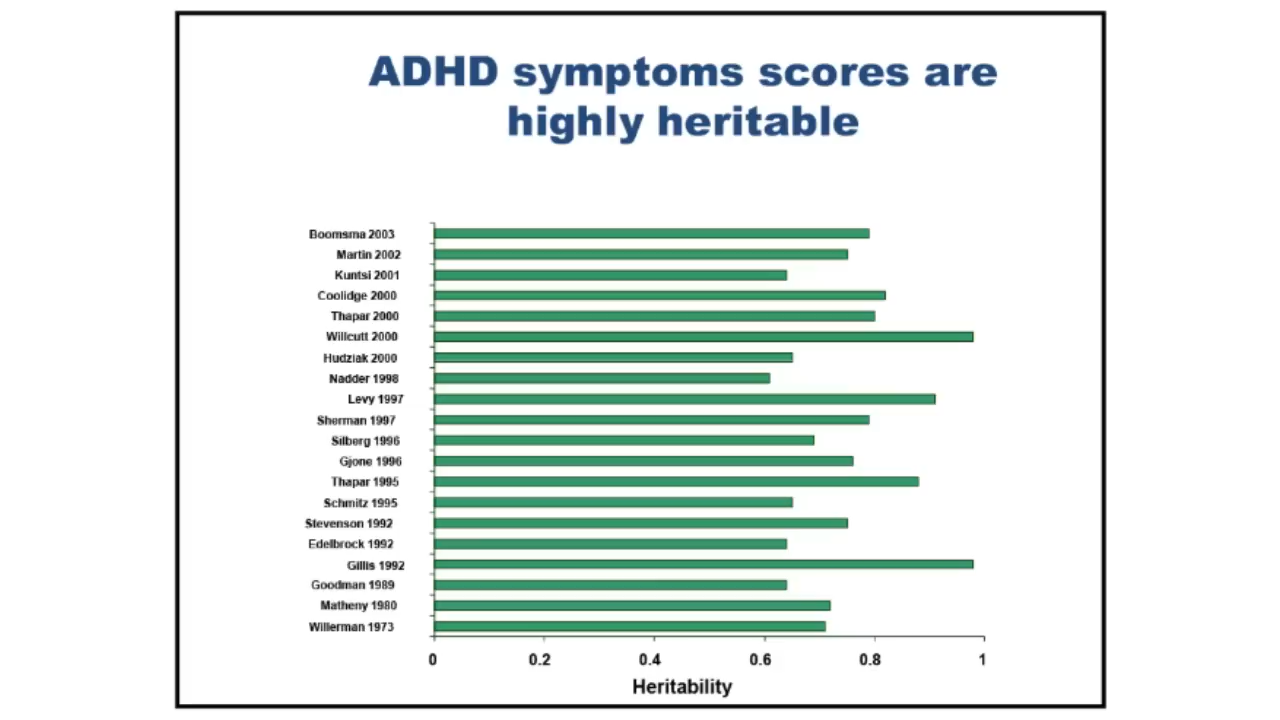 ADHD symptoms scores are
highly heritable
Boomsma 2003
Martin 2002
Kuntsi 2001
Coolidge 2000
Thapar 2000
Willcutt 2000
Hudziak 2000
Nadder 1998
Levy 1997
Sherman 1997
Silberg 1996
Gjone 1996
Thapar 1995
Schmitz 1995
Stevenson 1992
Edelbrock 1992
Gillis 1992
Goodman 1989
Matheny 1980
Willerman 1973
0 0.2 0.4 0.6 0.8 1
Heritability